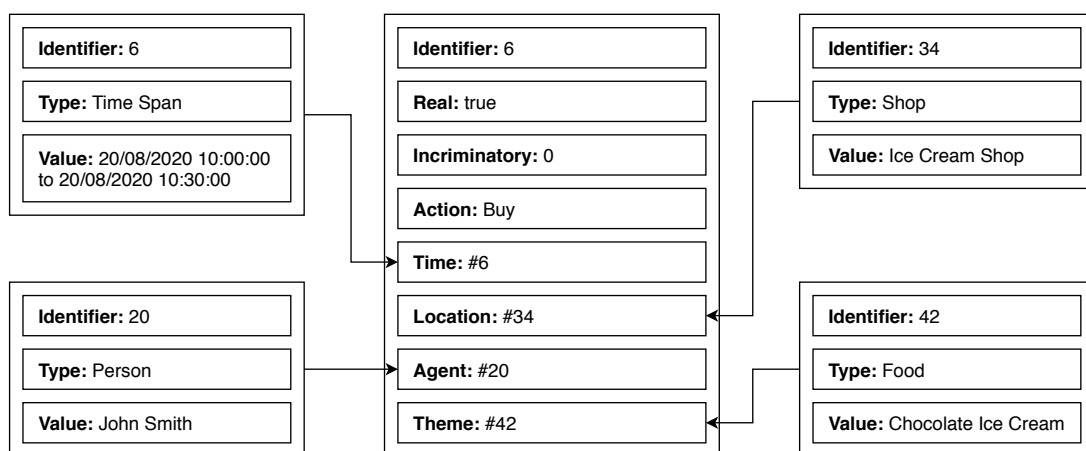 Identifier: 6
Type: Time Span
Value: 20/08/2020 10:00:00
to 20/08/2020 10:30:00
Identifier: 20
Type: Person
Value: John Smith
Identifier: 6
Real: true
Incriminatory: 0
Action: Buy
Time: #6
Location: #34
Agent: #20
Theme: #42
Identifier: 34
Type: Shop
Value: Ice Cream Shop
Identifier: 42
Type: Food
Value: Chocolate Ice Cream